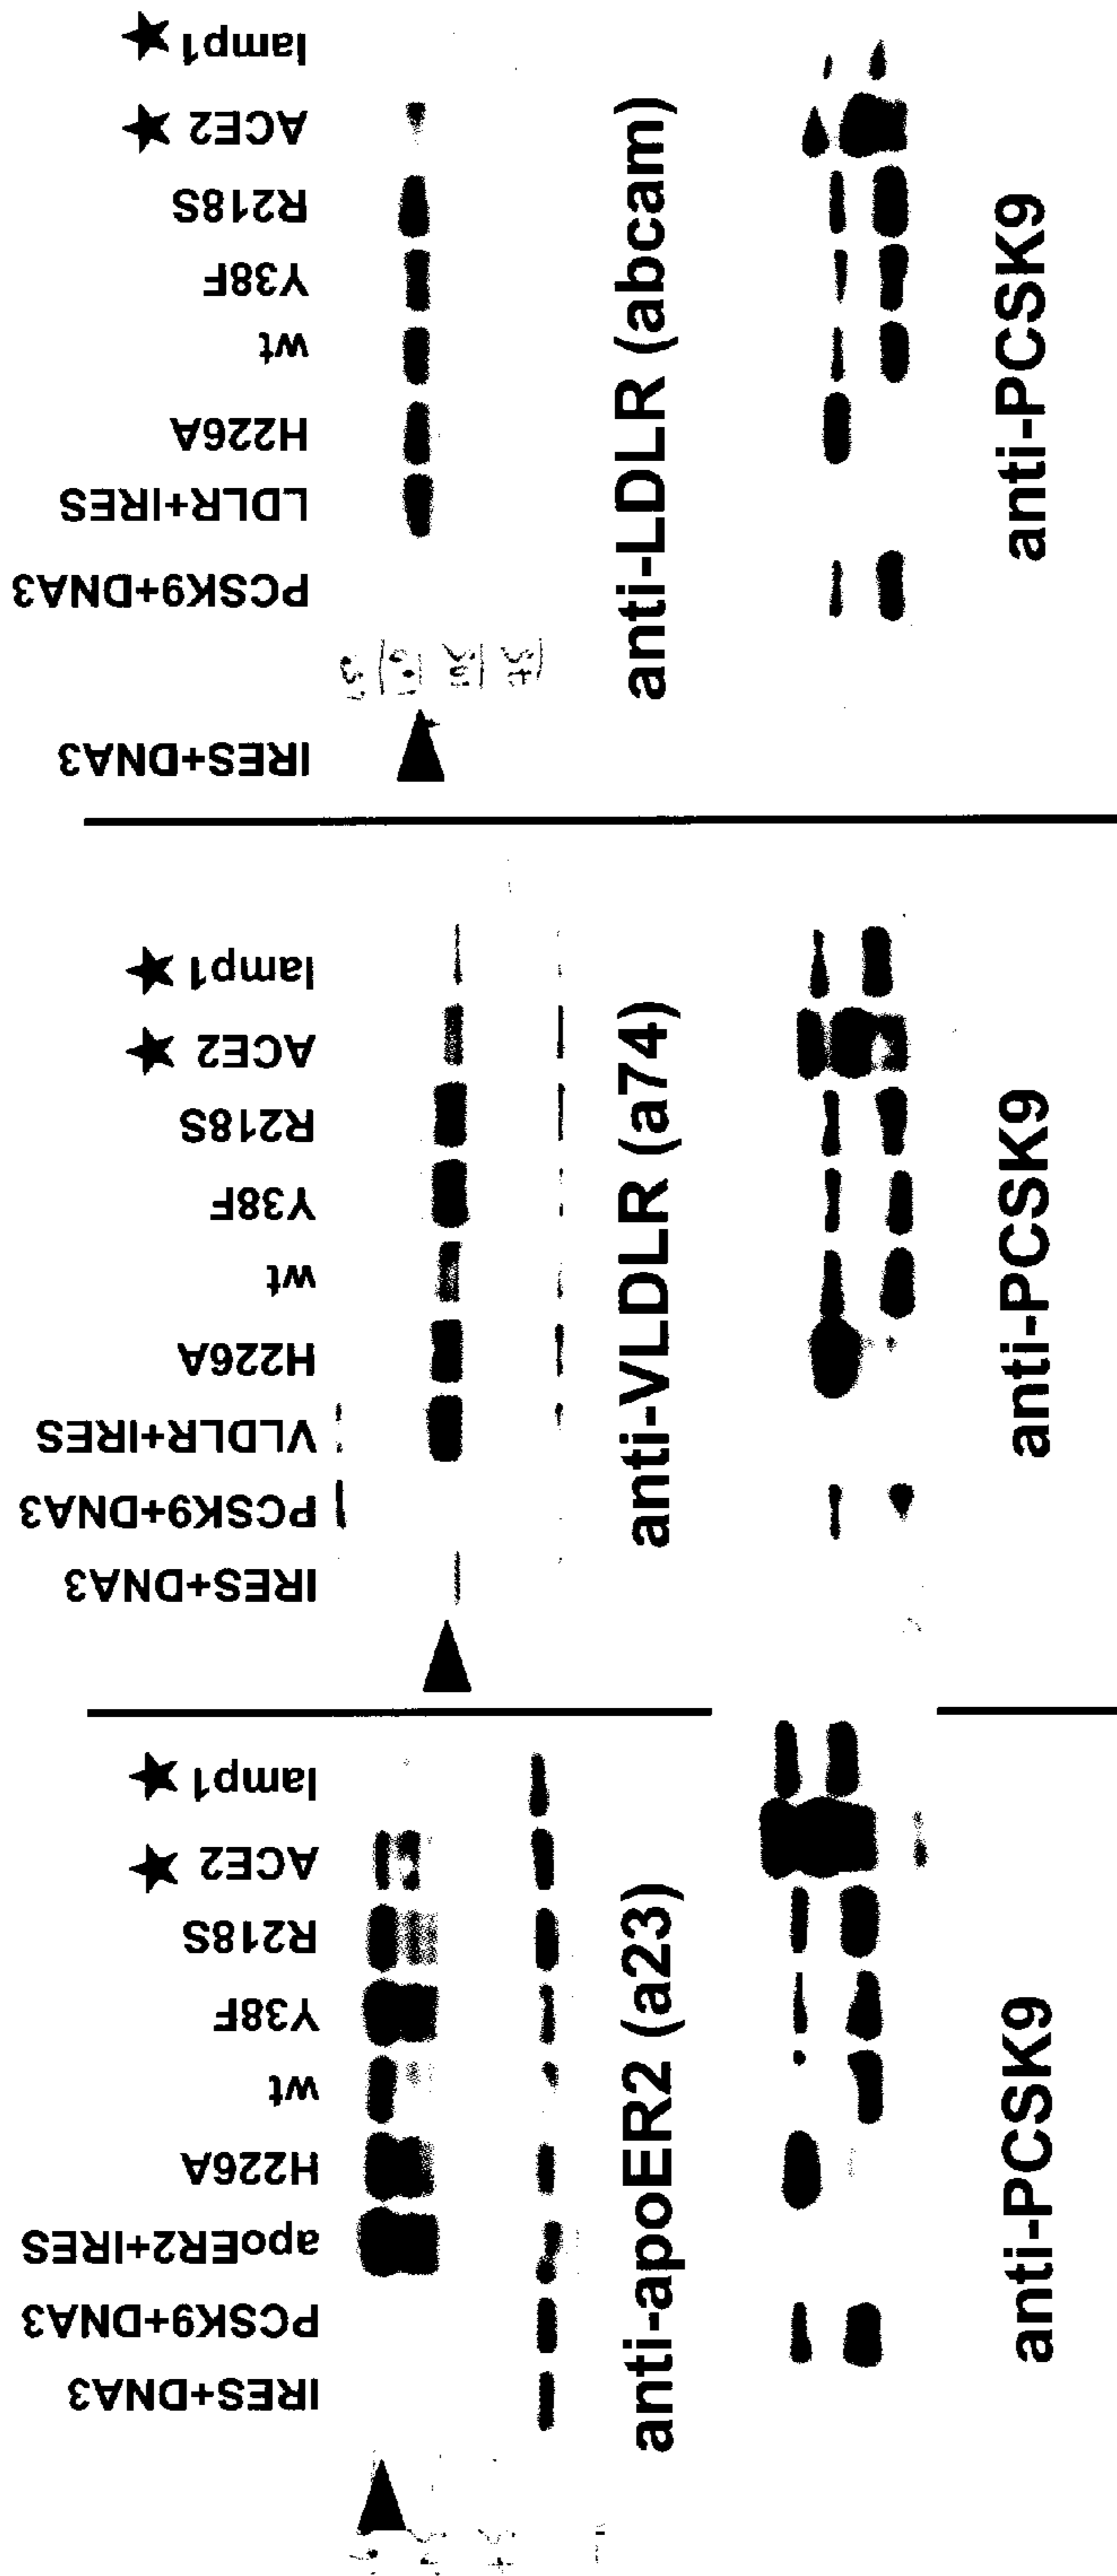 IRES+DNA3
PCSK9+DNA3
apoER2+IRES
H226A
wt
Y38F
R218S
ACE2 ★
lamp1 ★
anti-apoER2 (a23)
anti-PCSK9
IRES+DNA3
PCSK9+DNA3
VLDLR+IRES
H226A
wt
Y38F
R218S
ACE2 ★
lamp1 ★
anti-VLDLR (a74)
anti-PCSK9
IRES+DNA3
PCSK9+DNA3
LDLR+IRES
H226A
wt
Y38F
R218S
ACE2 ★
lamp1 ★
anti-LDLR (abcam)
anti-PCSK9